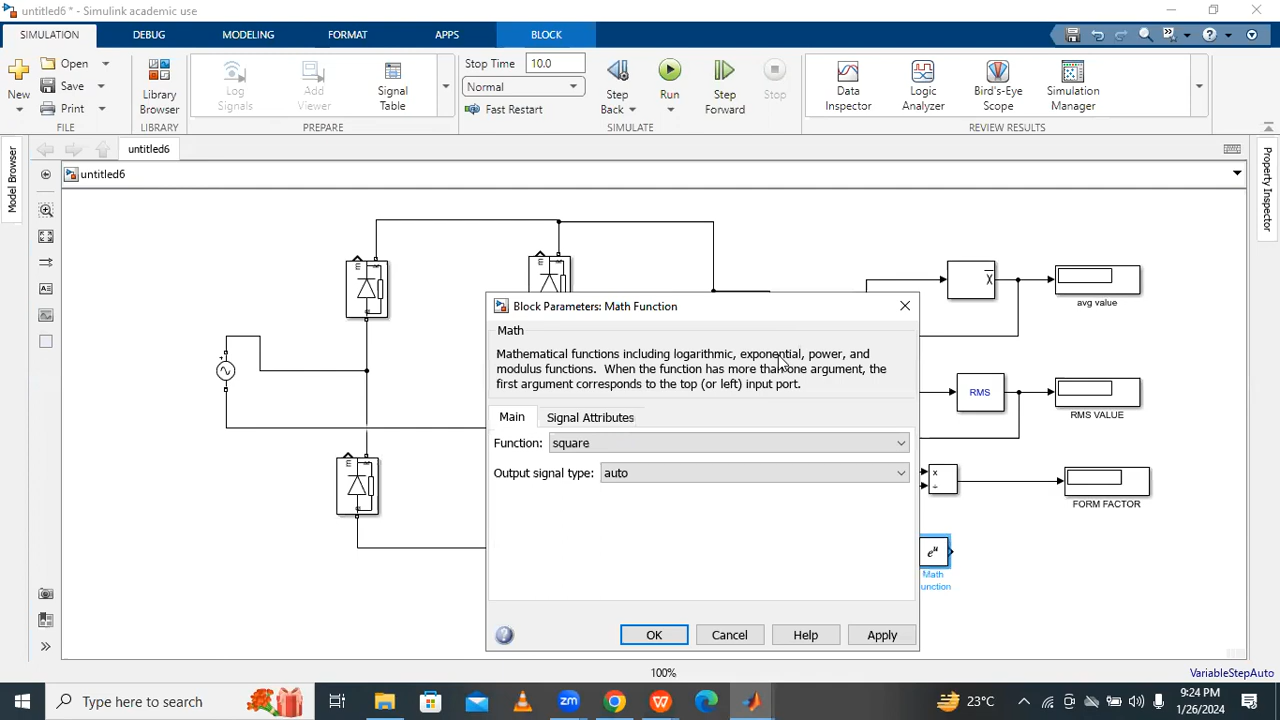 untitled6 * - Simulink academic use
SIMULATION
DEBUG
MODELING
FORMAT
APPS
BLOCK
New
Open
Save
Print
FILE
Library
Browser
LIBRARY
Log
Signals
Add
Viewer
Signal
Table
PREPARE
Stop Time 10.0
Normal
Fast Restart
Step
Back
Run
Step
Forward
Stop
SIMULATE
Data
Inspector
Logic
Analyzer
Bird's-Eye
Scope
Simulation
Manager
REVIEW RESULTS
Model Browser
untitled6
untitled6
Property Inspector
Block Parameters: Math Function
Math
Mathematical functions including logarithmic, exponential, power, and
modulus functions. When the function has more than one argument, the
first argument corresponds to the top (or left) input port.
Main
Signal Attributes
Function: square
Output signal type: auto
OK
Cancel
Help
Apply
avg value
RMS
RMS VALUE
FORM FACTOR
Math
unction
100%
VariableStepAuto
Type here to search
23°C
9:24 PM
1/26/2024